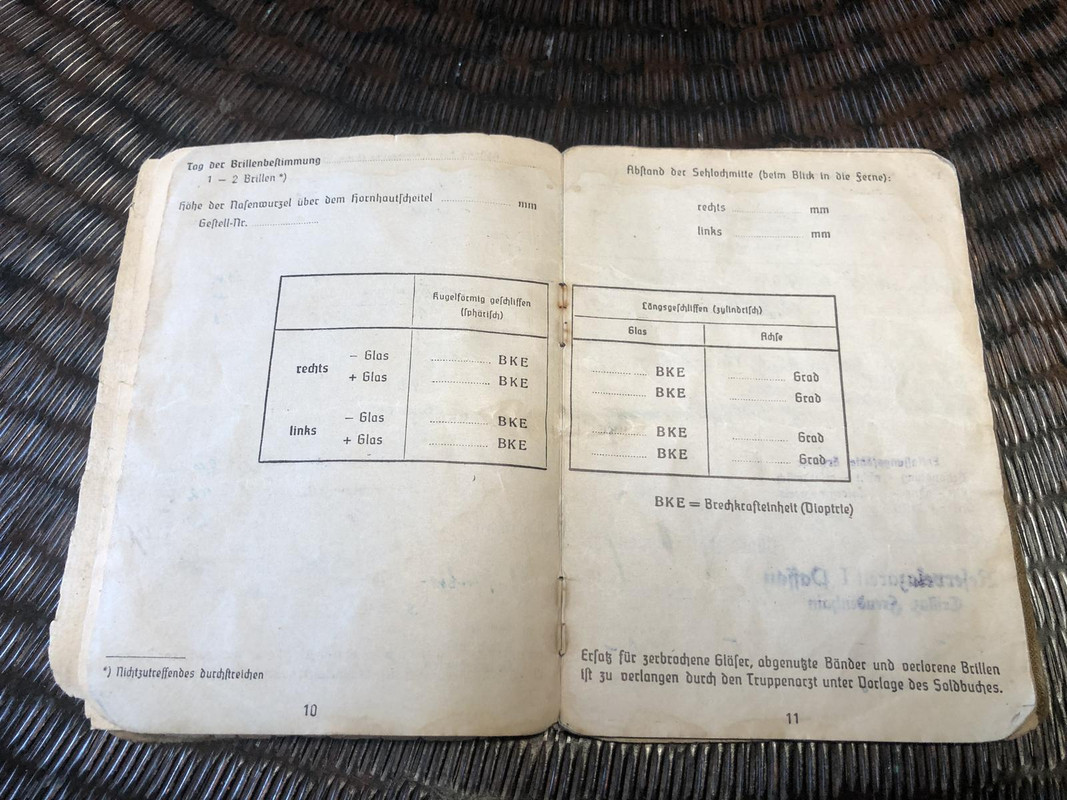 Tag der Brillenbestimmung
1 – 2 Brillen *)
Höhe der Nasenwurzel über dem Hornhautscheitel ............ mm
Gestell-Nr. ............
Kugelförmig geschliffen
(sphärisch)
rechts
– Glas ............ BKE
+ Glas ............ BKE
links
– Glas ............ BKE
+ Glas ............ BKE
*) Nichtzutreffendes durchstreichen
10
Abstand der Sehlochmitte (beim Blick in die Ferne):
rechts ............ mm
links ............ mm
Längsgeschliffen (zylindrisch)
Glas Achse
............ BKE ............ Grad
............ BKE ............ Grad
............ BKE ............ Grad
............ BKE ............ Grad
BKE = Brechkrafteinheit (Dioptrie)
Ersatz für zerbrochene Gläser, abgenutzte Bänder und verlorene Brillen
ist zu verlangen durch den Truppenarzt unter Vorlage des Soldbuches.
11